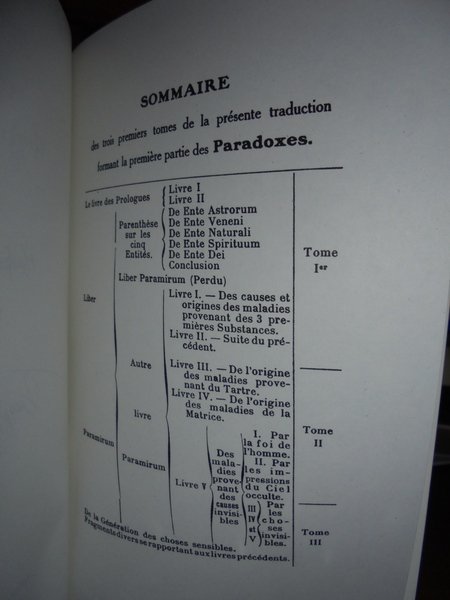 SOMMAIRE
des trois premiers tomes de la présente traduction
formant la première partie des Paradoxes.
Le livre des Prologues
Livre I
Livre II
Parenthèse
sur les
cinq
Entités.
De Ente Astrorum
De Ente Veneni
De Ente Naturali
De Ente Spirituum
De Ente Dei
Conclusion
Tome
Ier
Liber Paramirum (Perdu)
Liber
Livre I. — Des causes et
origines des maladies
provenant des 3 pre-
mières Substances.
Livre II. — Suite du pré-
cédent.
Autre
Livre III. — De l'origine
des maladies prove-
nant du Tartre.
Livre IV. — De l'origine
des maladies de la
Matrice.
livre
Tome
II
Paramirum
Paramirum
Livre V
Des
mala-
dies
prove-
nant
des
causes
invisi-
bles
I. Par
la foi de
l'homme.
II. Par
les im-
pressions
du Ciel
occulte.
III
IV
et
V
Par
les
cho-
ses
invisi-
bles.
Tome
III
De la Génération des choses sensibles.
Fragments divers se rapportant aux livres précédents.